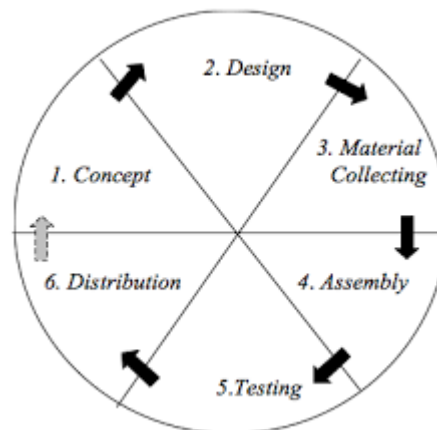 1. Concept
2. Design
3. Material
Collecting
4. Assembly
5.Testing
6. Distribution